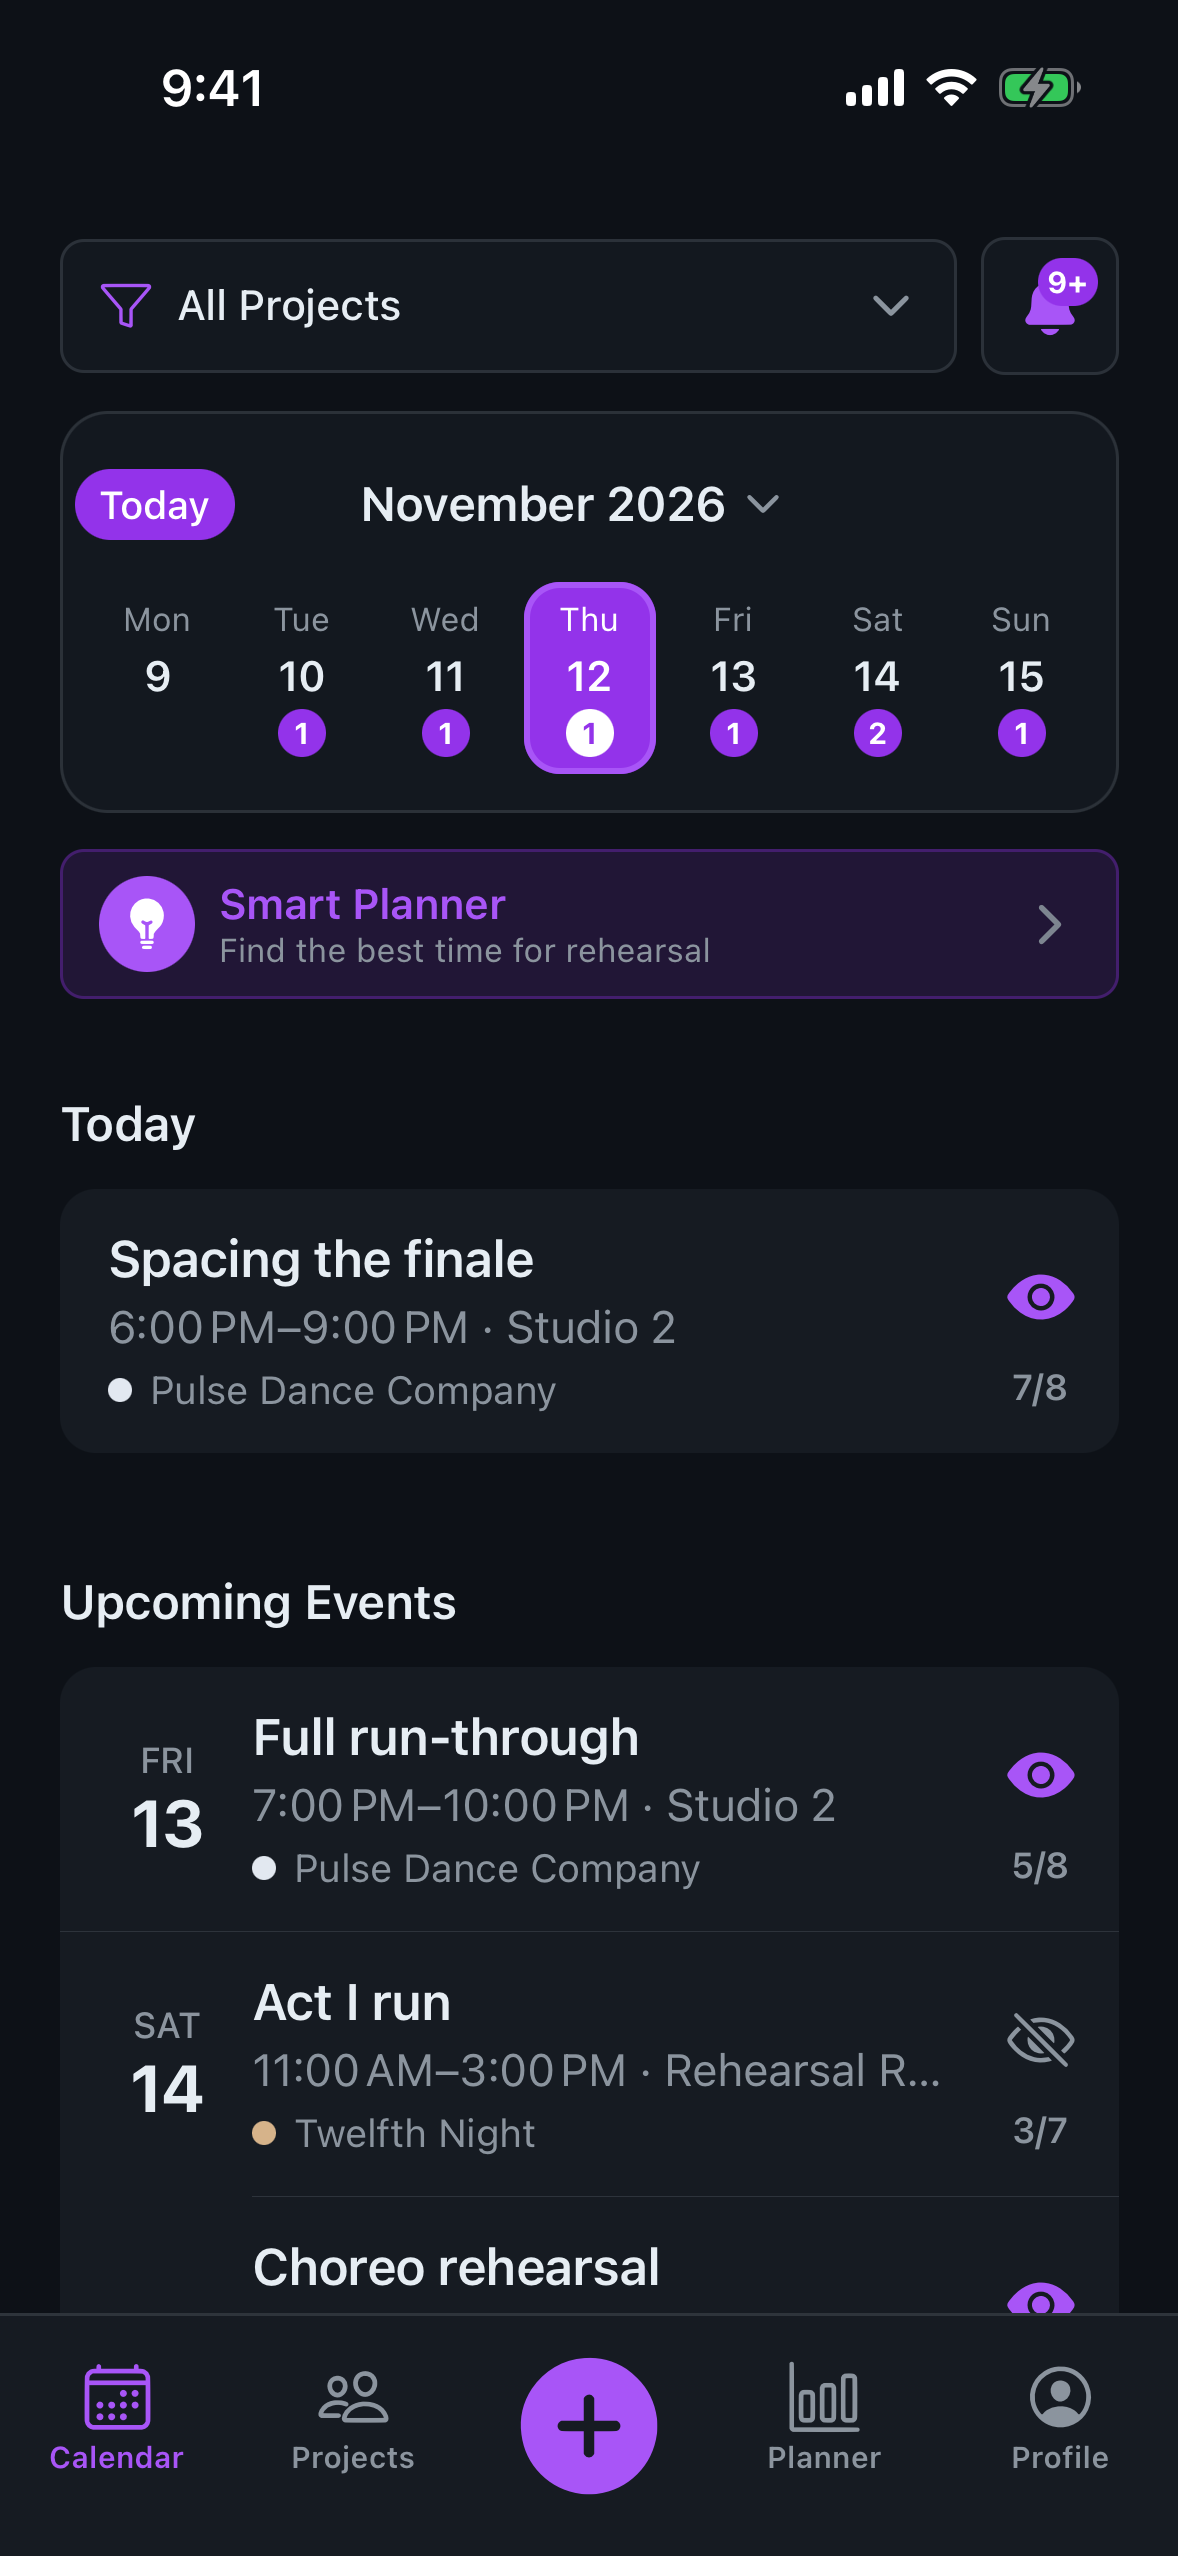 9:41
All Projects
9+
Today
November 2026
Mon Tue Wed Thu Fri Sat Sun
9 10 11 12 13 14 15
1 1 1 1 2 1
Smart Planner
Find the best time for rehearsal
Today
Spacing the finale
6:00 PM–9:00 PM · Studio 2
Pulse Dance Company
7/8
Upcoming Events
FRI
13
Full run-through
7:00 PM–10:00 PM · Studio 2
Pulse Dance Company
5/8
SAT
14
Act I run
11:00 AM–3:00 PM · Rehearsal R...
Twelfth Night
3/7
Choreo rehearsal
Calendar
Projects
Planner
Profile